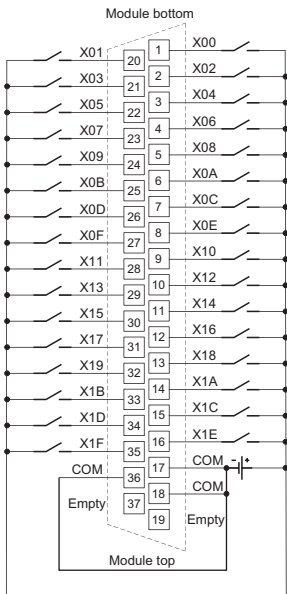 Module bottom
X00
1
X01
20
X02
2
X03
21
X04
3
X05
22
X06
4
X07
23
X08
5
X09
24
X0A
6
X0B
25
X0C
7
X0D
26
X0E
8
X0F
27
X10
9
X11
28
X12
10
X13
29
X14
11
X15
30
X16
12
X17
31
X18
13
X19
32
X1A
14
X1B
33
X1C
15
X1D
34
X1E
16
X1F
35
COM
17
- +
COM
36
COM
18
Empty
37
19
Empty
Module top